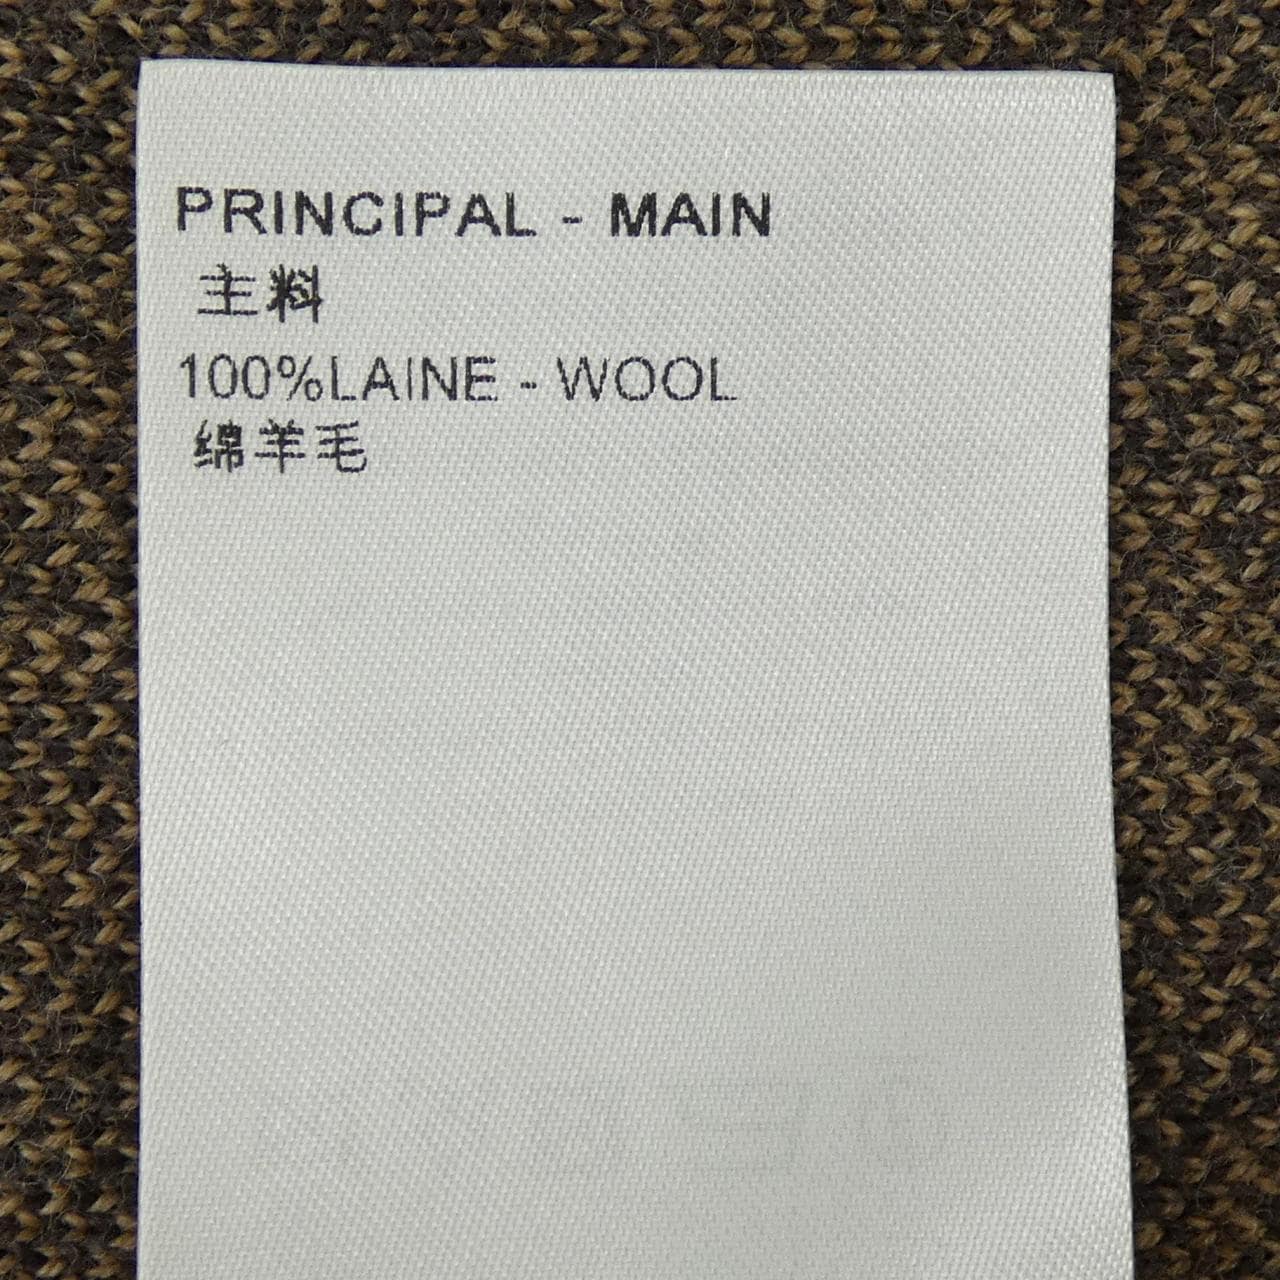 PRINCIPAL - MAIN
主料
100%LAINE - WOOL
绵羊毛